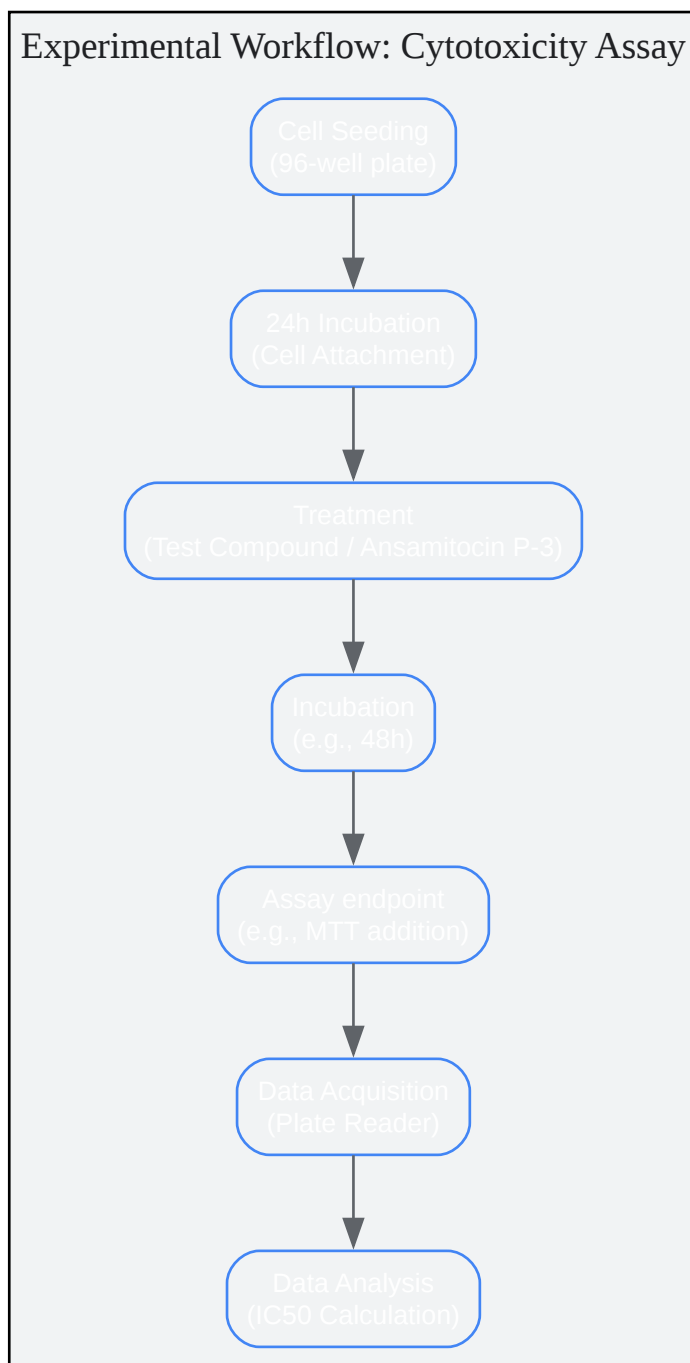 Experimental Workflow: Cytotoxicity Assay
Cell Seeding
(96-well plate)
24h Incubation
(Cell Attachment)
Treatment
(Test Compound / Ansamitocin P-3)
Incubation
(e.g., 48h)
Assay endpoint
(e.g., MTT addition)
Data Acquisition
(Plate Reader)
Data Analysis
(IC50 Calculation)